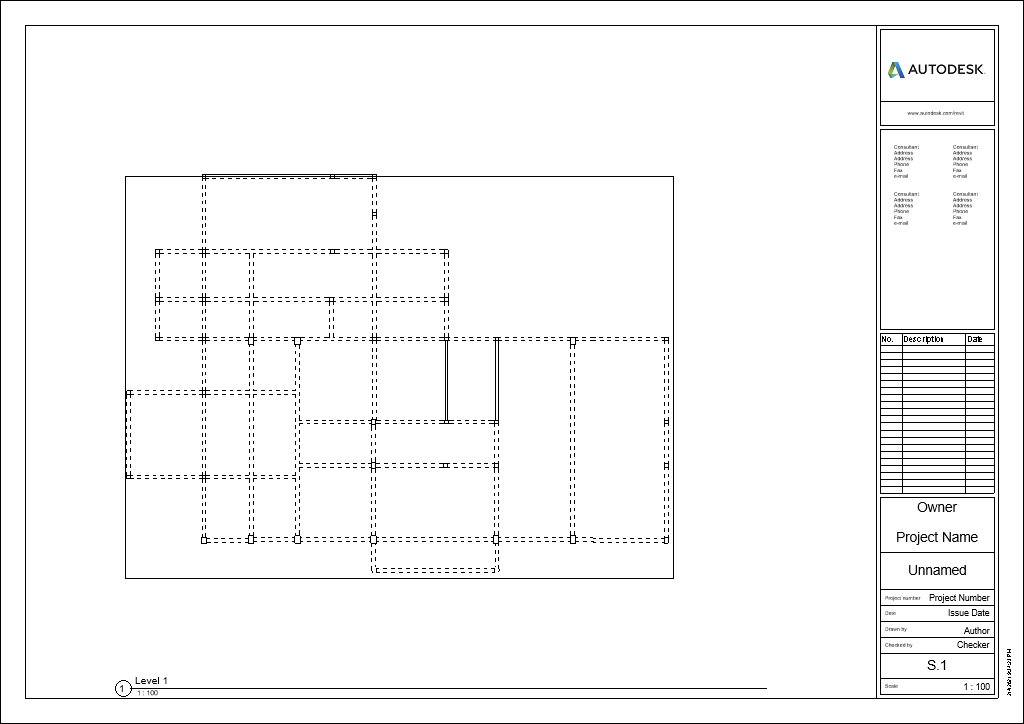 AUTODESK.
www.autodesk.com/revit
Consultant
Address
Address
Phone
Fax
e-mail
Consultant
Address
Address
Phone
Fax
e-mail
Consultant
Address
Address
Phone
Fax
e-mail
Consultant
Address
Address
Phone
Fax
e-mail
No. Description Date
Owner
Project Name
Unnamed
Project number Project Number
Date Issue Date
Drawn by Author
Checked by Checker
S.1
Scale 1 : 100
1 Level 1
1 : 100